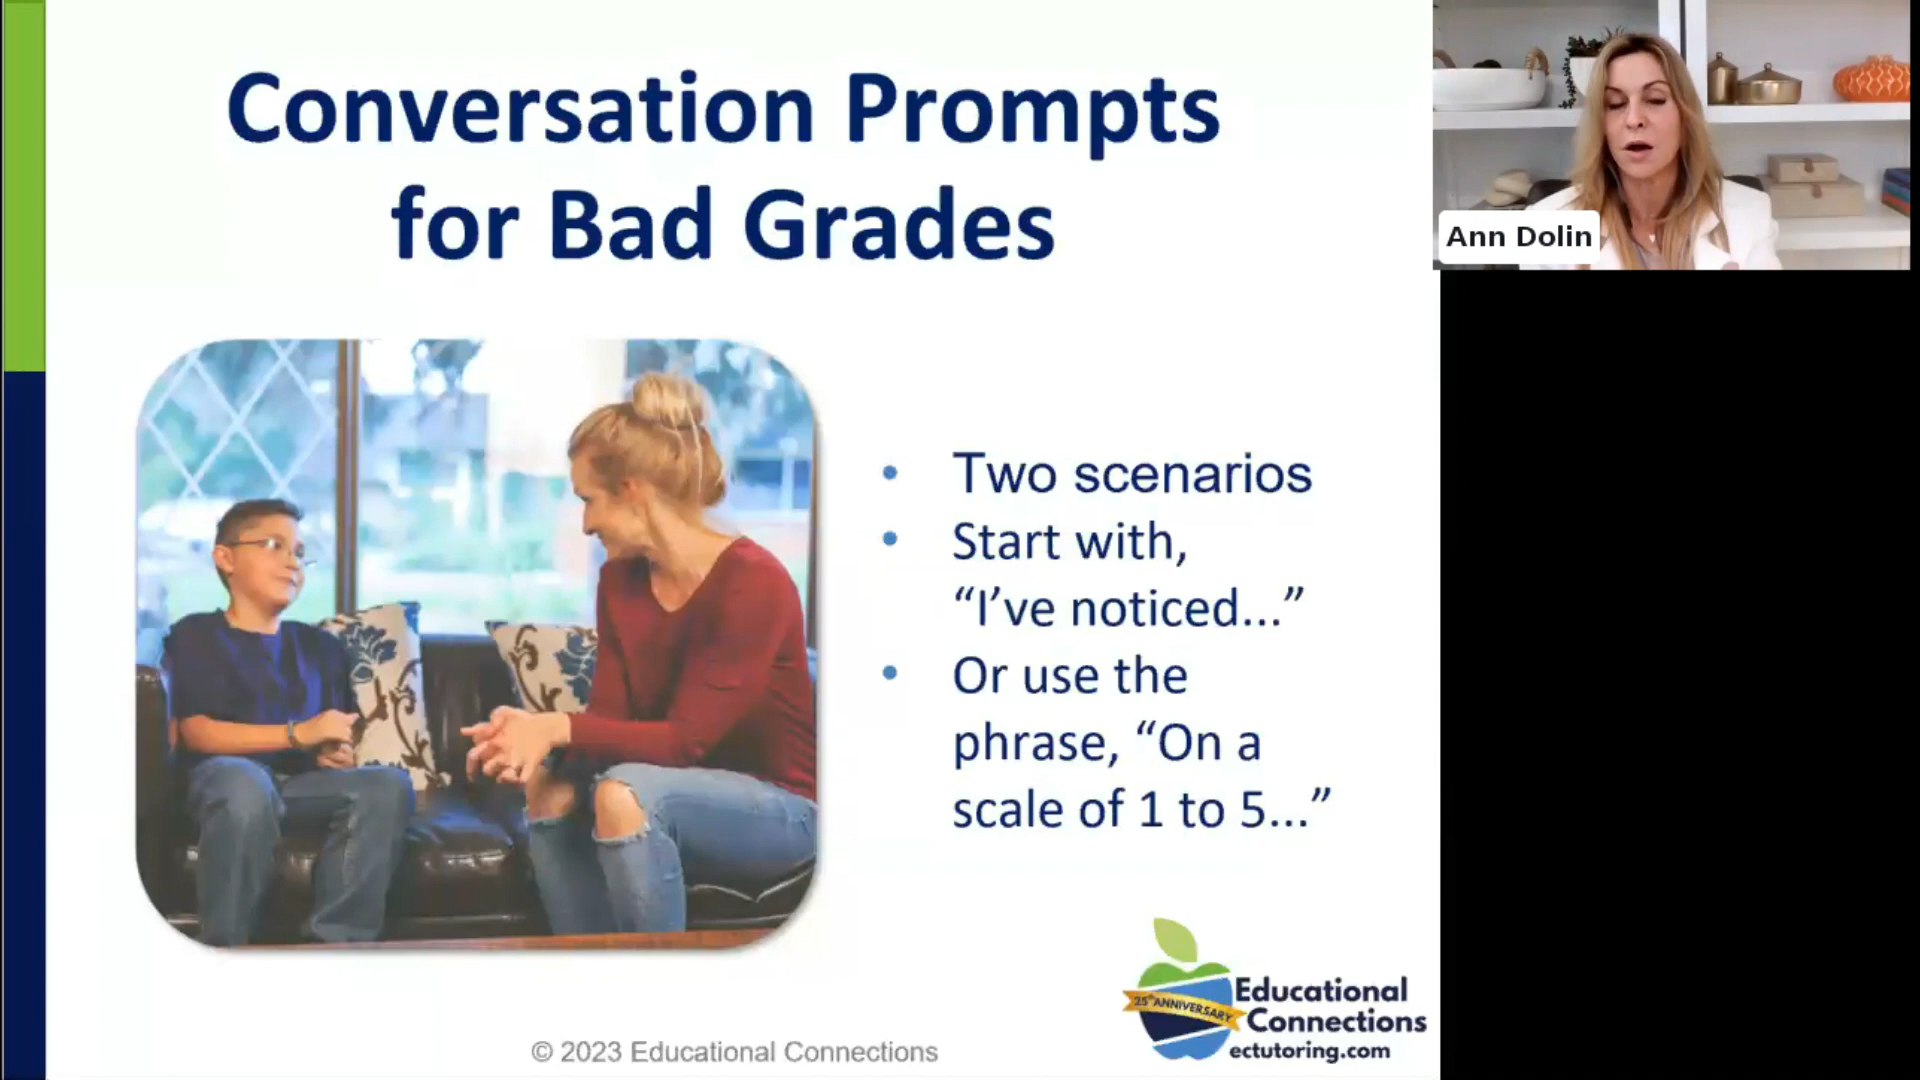 Conversation Prompts
for Bad Grades
Ann Dolin
• Two scenarios
• Start with,
“I’ve noticed...”
• Or use the
phrase, “On a
scale of 1 to 5...”
25th ANNIVERSARY
Educational
Connections
ectutoring.com
© 2023 Educational Connections